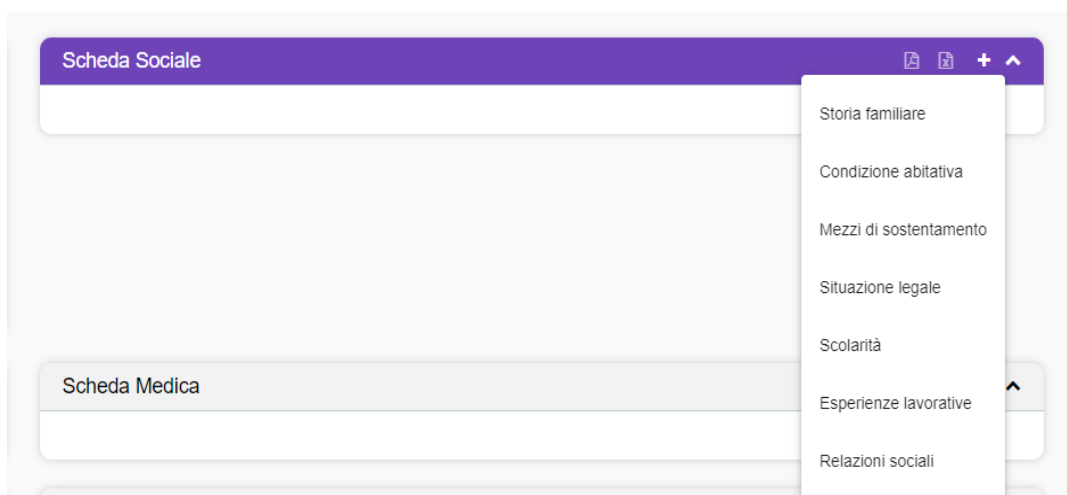 Scheda Sociale
Storia familiare
Condizione abitativa
Mezzi di sostentamento
Situazione legale
Scolarità
Scheda Medica
Esperienze lavorative
Relazioni sociali